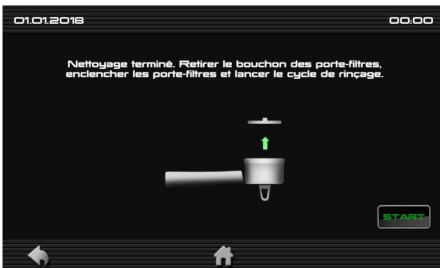 01.01.2018
00:00
Nettoyage terminé. Retirer le bouchon des porte-filtres,
enclencher les porte-filtres et lancer le cycle de rinçage.
START